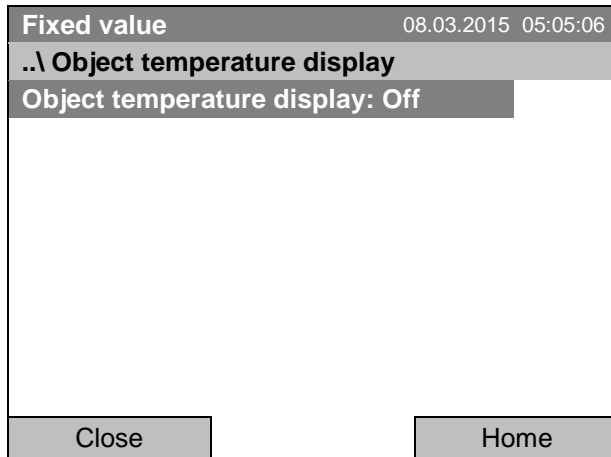 Fixed value 08.03.2015 05:05:06
..\ Object temperature display
Object temperature display: Off
Close Home